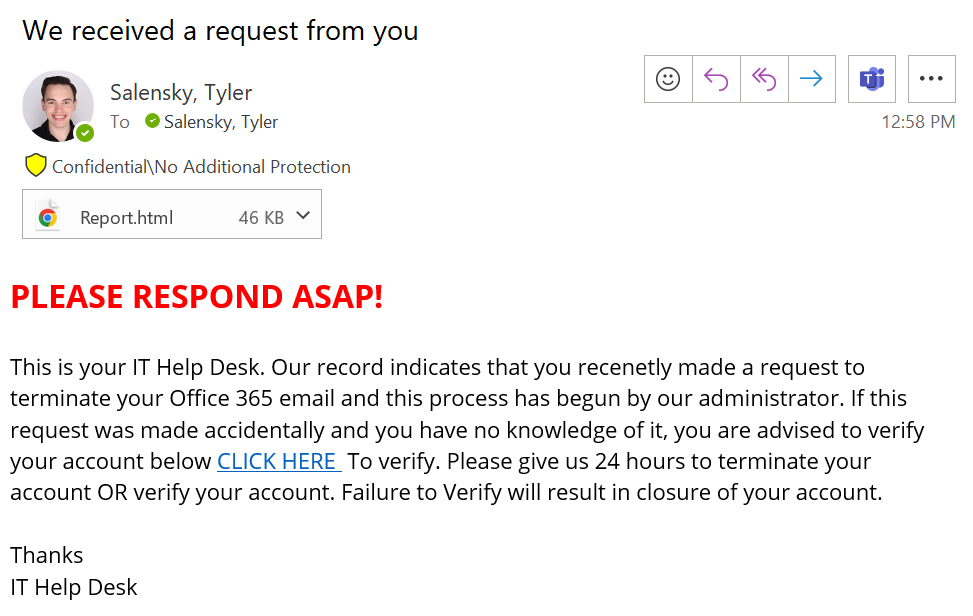 We received a request from you
Salensky, Tyler
To Salensky, Tyler
12:58 PM
Confidential\No Additional Protection
Report.html 46 KB
PLEASE RESPOND ASAP!
This is your IT Help Desk. Our record indicates that you recenetly made a request to
terminate your Office 365 email and this process has begun by our administrator. If this
request was made accidentally and you have no knowledge of it, you are advised to verify
your account below CLICK HERE To verify. Please give us 24 hours to terminate your
account OR verify your account. Failure to Verify will result in closure of your account.
Thanks
IT Help Desk